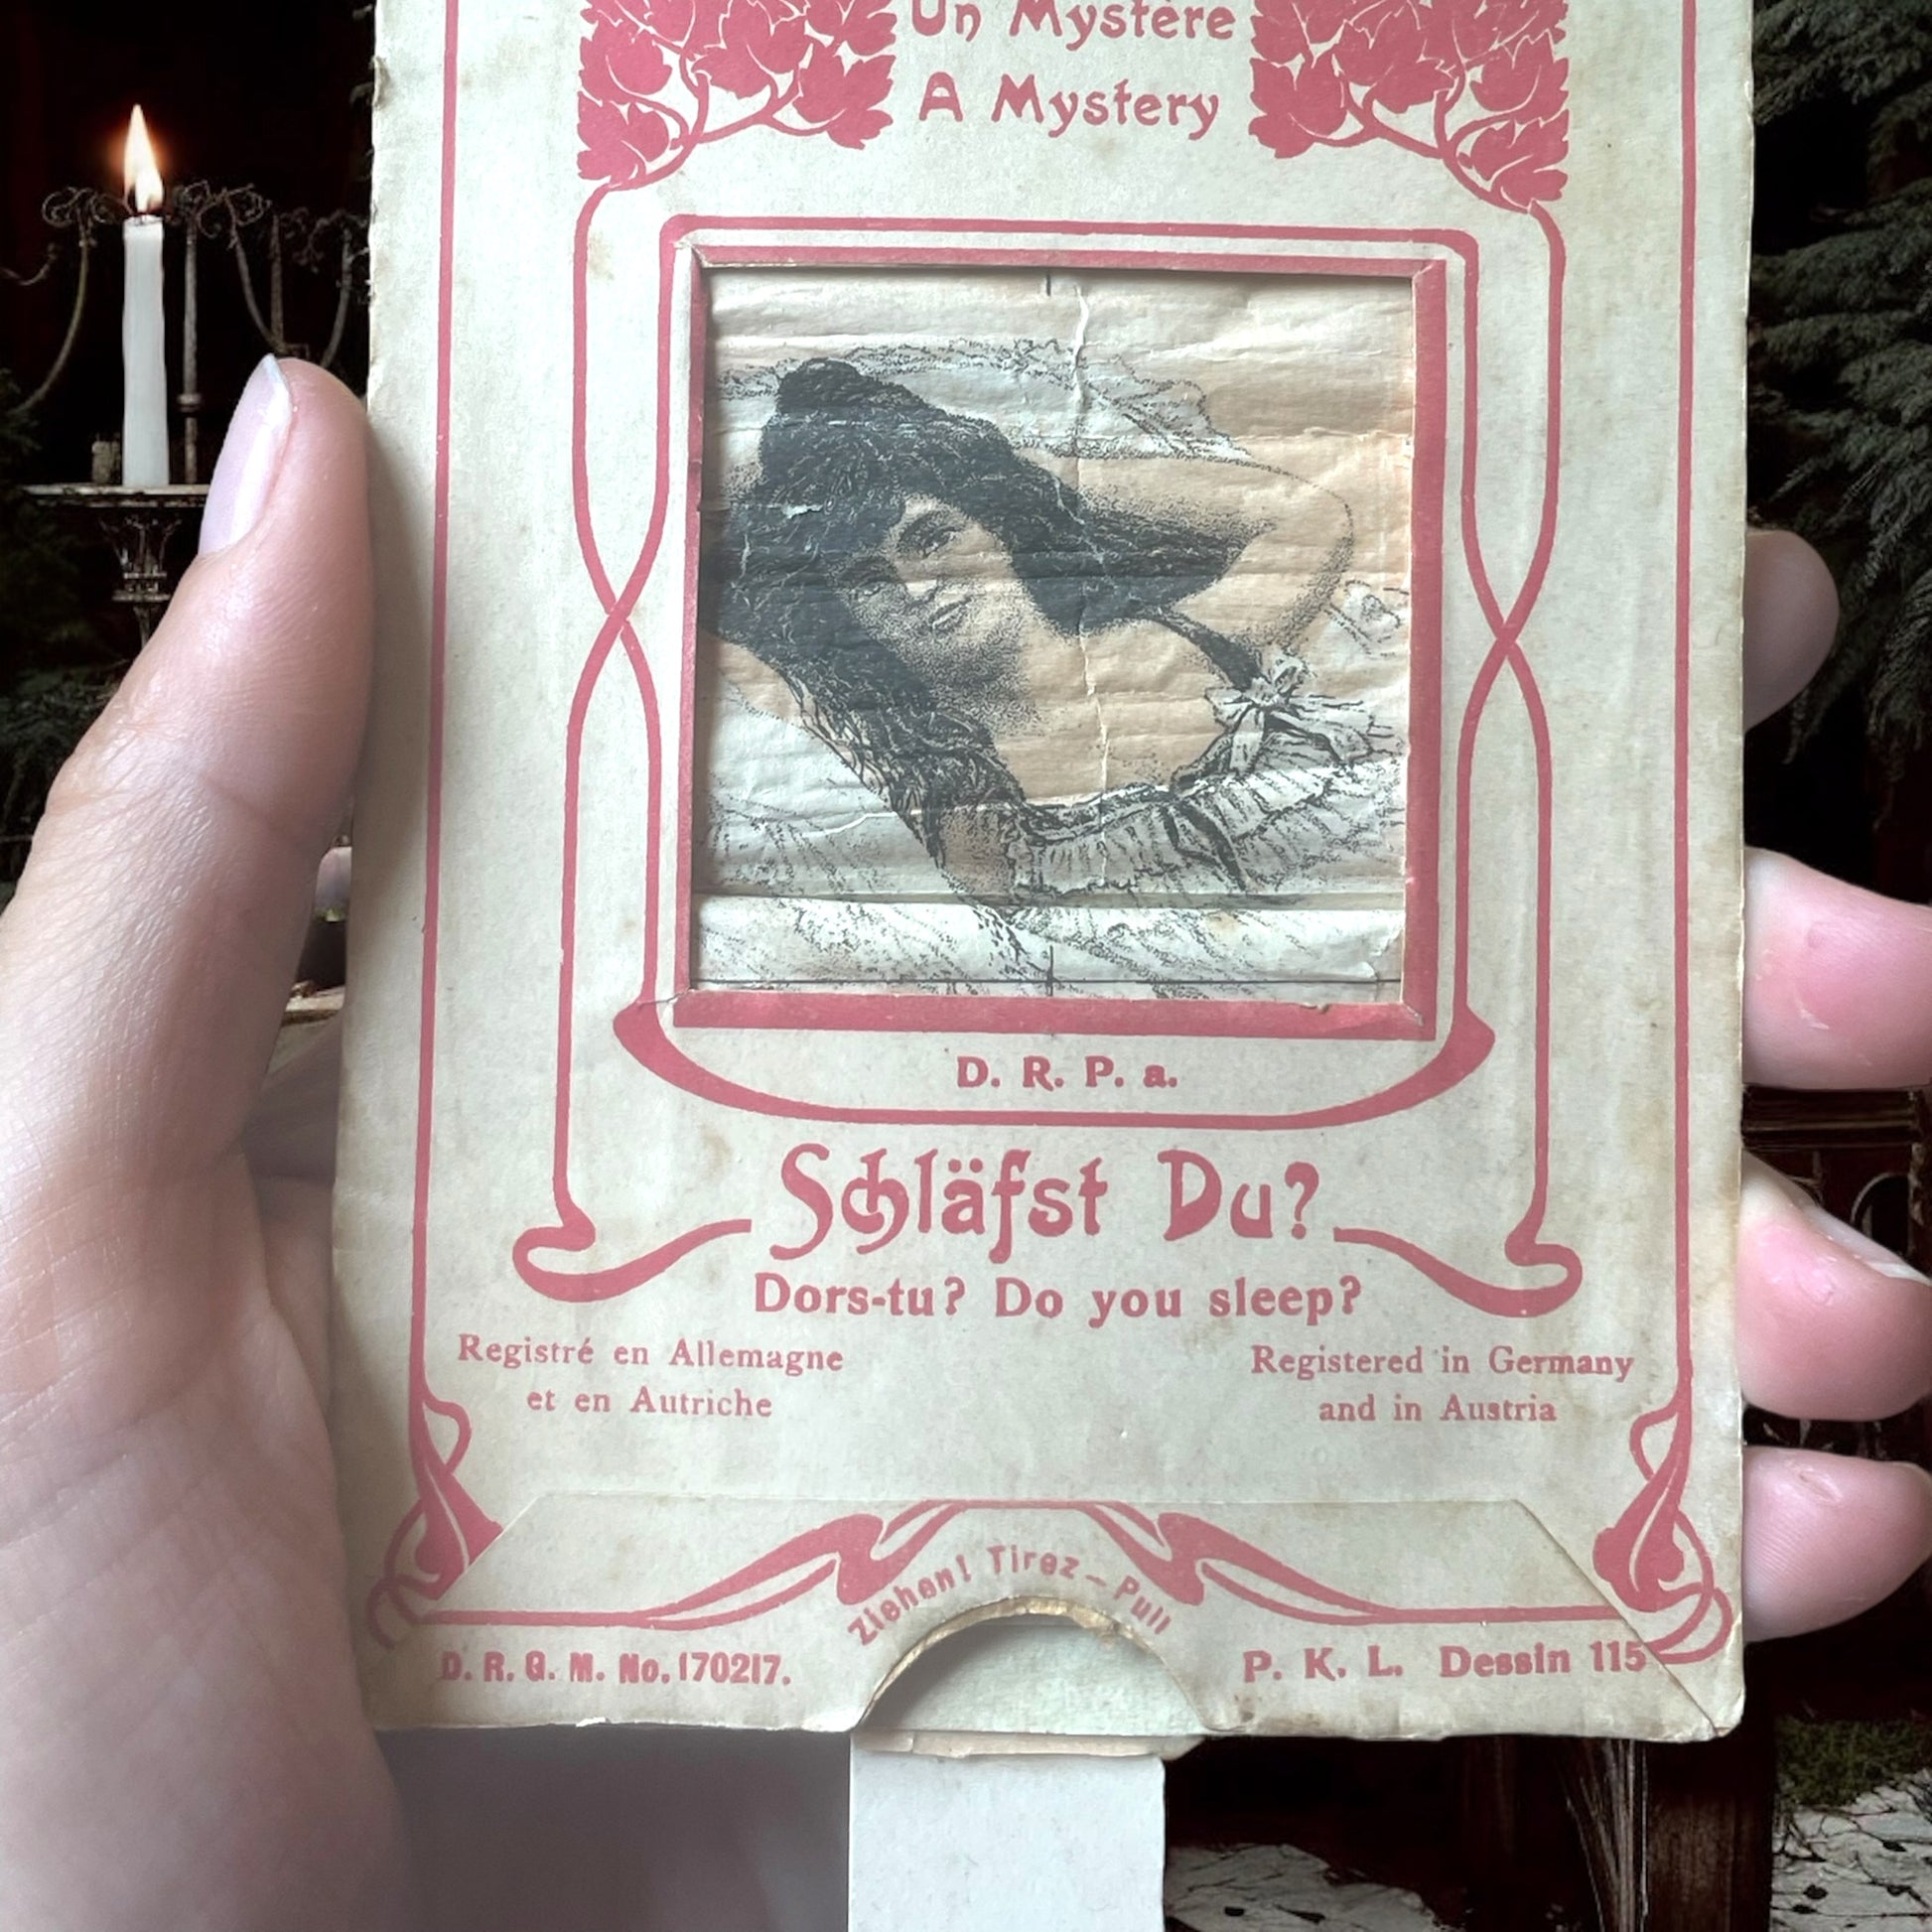 Un Mystère
A Mystery
D. R. P. a.
Schläfst Du?
Dors-tu? Do you sleep?
Registré en Allemagne
et en Autriche
Registered in Germany
and in Austria
Ziehen! Tirez – Pull
D. R. G. M. No. 170217.
P. K. L. Dessin 115